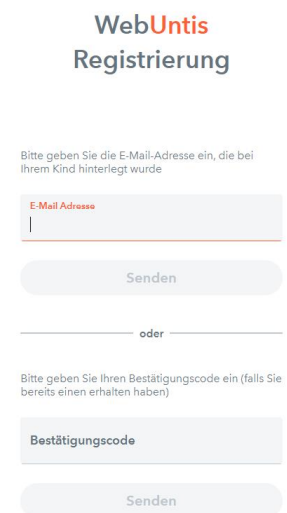 WebUntis
Registrierung
Bitte geben Sie die E-Mail-Adresse ein, die bei
Ihrem Kind hinterlegt wurde
E-Mail Adresse
Senden
oder
Bitte geben Sie Ihren Bestätigungscode ein (falls Sie
bereits einen erhalten haben)
Bestätigungscode
Senden